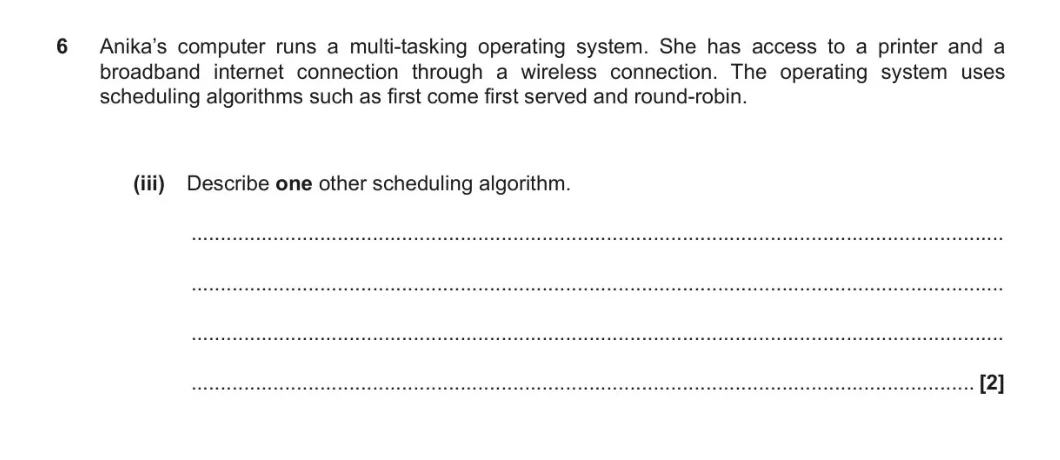 6 Anika's computer runs a multi-tasking operating system. She has access to a printer and a
broadband internet connection through a wireless connection. The operating system uses
scheduling algorithms such as first come first served and round-robin.
(iii) Describe one other scheduling algorithm.
..........................................................................................................................................
..........................................................................................................................................
..........................................................................................................................................
..................................................................................................................................... [2]